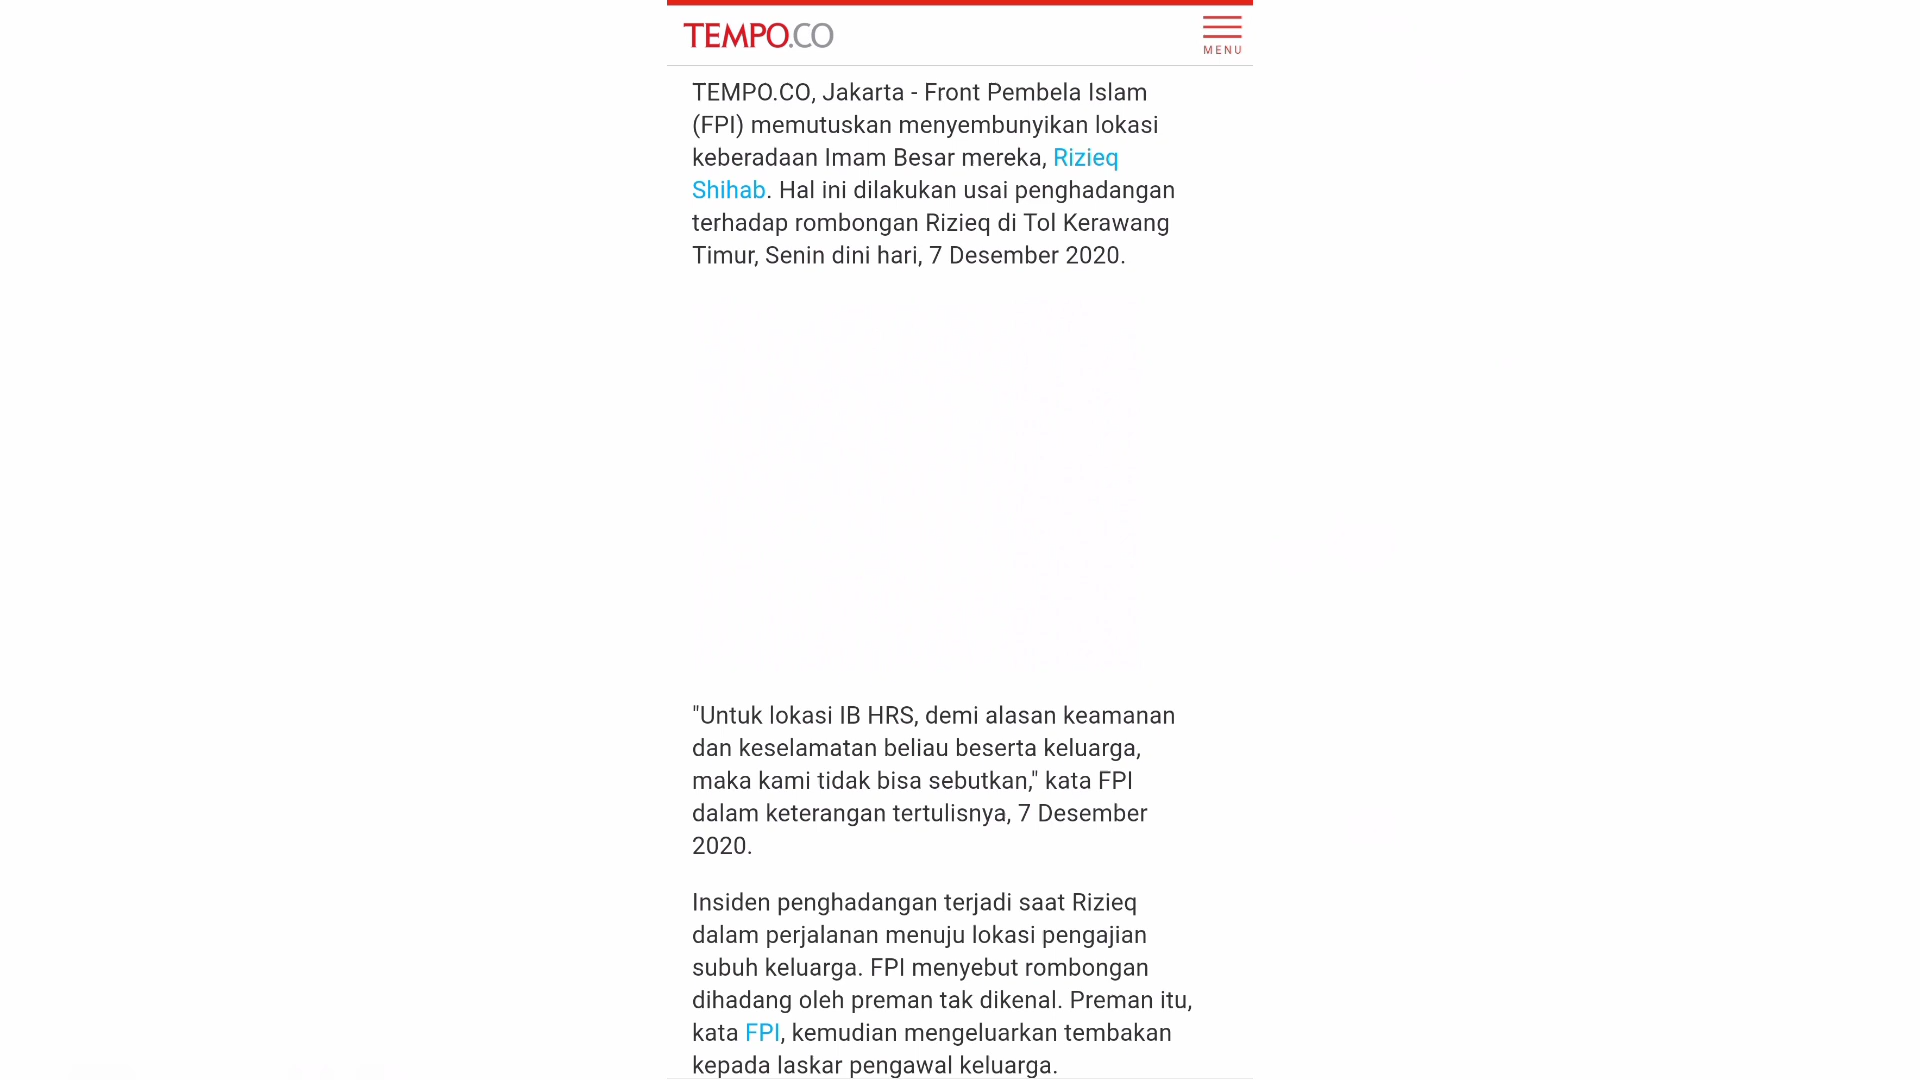 TEMPO.CO
MENU
TEMPO.CO, Jakarta - Front Pembela Islam
(FPI) memutuskan menyembunyikan lokasi
keberadaan Imam Besar mereka, Rizieq
Shihab. Hal ini dilakukan usai penghadangan
terhadap rombongan Rizieq di Tol Kerawang
Timur, Senin dini hari, 7 Desember 2020.
"Untuk lokasi IB HRS, demi alasan keamanan
dan keselamatan beliau beserta keluarga,
maka kami tidak bisa sebutkan," kata FPI
dalam keterangan tertulisnya, 7 Desember
2020.
Insiden penghadangan terjadi saat Rizieq
dalam perjalanan menuju lokasi pengajian
subuh keluarga. FPI menyebut rombongan
dihadang oleh preman tak dikenal. Preman itu,
kata FPI, kemudian mengeluarkan tembakan
kepada laskar pengawal keluarga.